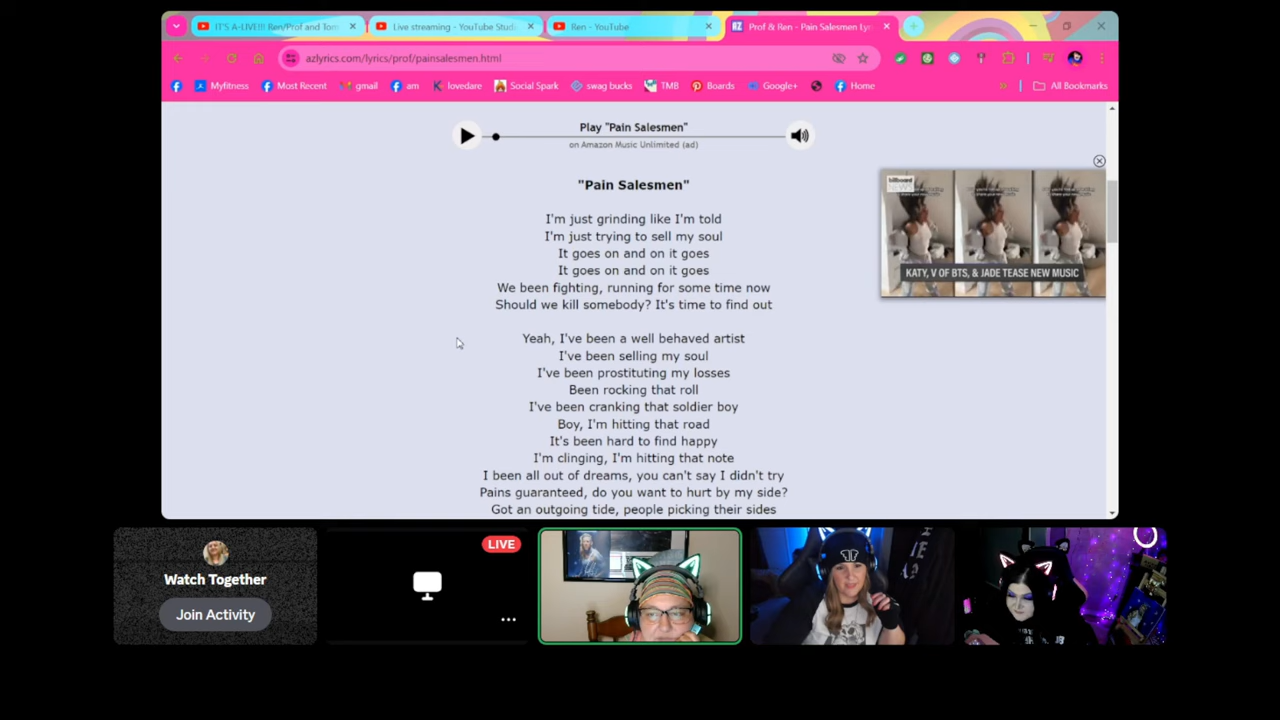 IT'S A-LIVE!!! Ren/Prof and Tom
Live streaming - YouTube Studi
Ren - YouTube
AZ Prof & Ren - Pain Salesmen Lyr
azlyrics.com/lyrics/prof/painsalesmen.html
Myfitness
Most Recent
gmail
am
lovedare
Social Spark
swag bucks
TMB
Boards
Google+
Home
»
All Bookmarks
Play "Pain Salesmen"
on Amazon Music Unlimited (ad)
"Pain Salesmen"
billboard
I'm just grinding like I'm told
I'm just trying to sell my soul
It goes on and on it goes
It goes on and on it goes
KATY, V OF BTS, & JADE TEASE NEW MUSIC
We been fighting, running for some time now
Should we kill somebody? It's time to find out
Yeah, I've been a well behaved artist
I've been selling my soul
I've been prostituting my losses
Been rocking that roll
I've been cranking that soldier boy
Boy, I'm hitting that road
It's been hard to find happy
I'm clinging, I'm hitting that note
I been all out of dreams, you can't say I didn't try
Pains guaranteed, do you want to hurt by my side?
Got an outgoing tide, people picking their sides
LIVE
Watch Together
Join Activity